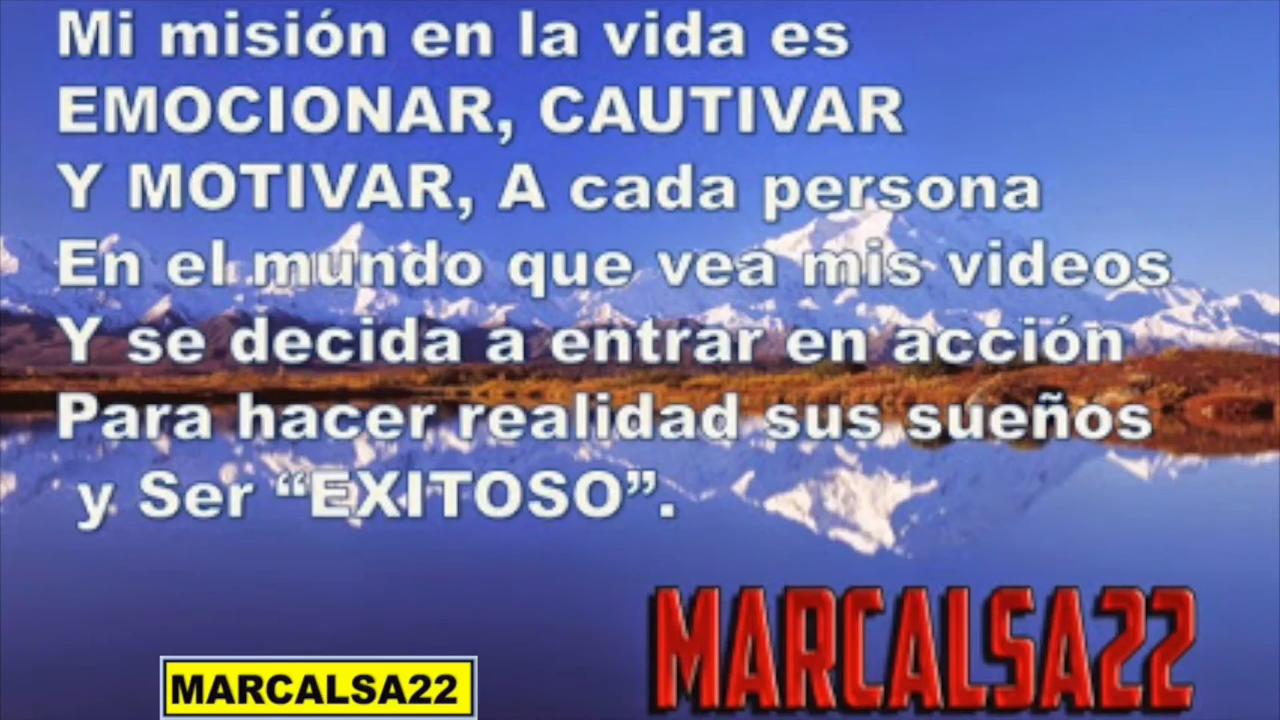 Mi misión en la vida es
EMOCIONAR, CAUTIVAR
Y MOTIVAR, A cada persona
En el mundo que vea mis videos
Y se decida a entrar en acción
Para hacer realidad sus sueños
y Ser “EXITOSO”.
MARCALSA22
MARCALSA22